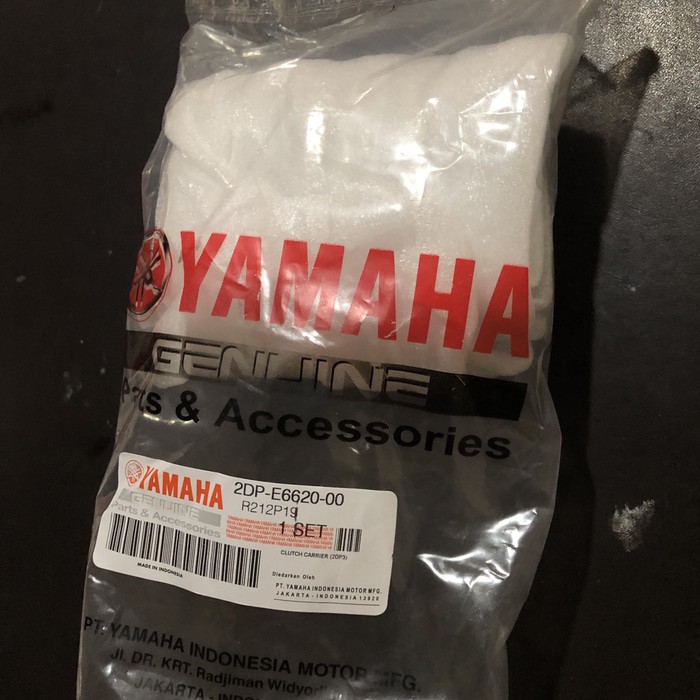 YAMAHA
GENUINE
Parts & Accessories
YAMAHA
GENUINE
Parts & Accessories
2DP-E6620-00
R212P19
1 SET
CLUTCH CARRIER (2DP3)
MADE IN INDONESIA
Diedarkan Oleh
PT. YAMAHA INDONESIA MOTOR MFG.
JAKARTA - INDONESIA 13920
PT. YAMAHA INDONESIA MOTOR MFG.
Jl. DR. KRT. Radjiman
JAKARTA -